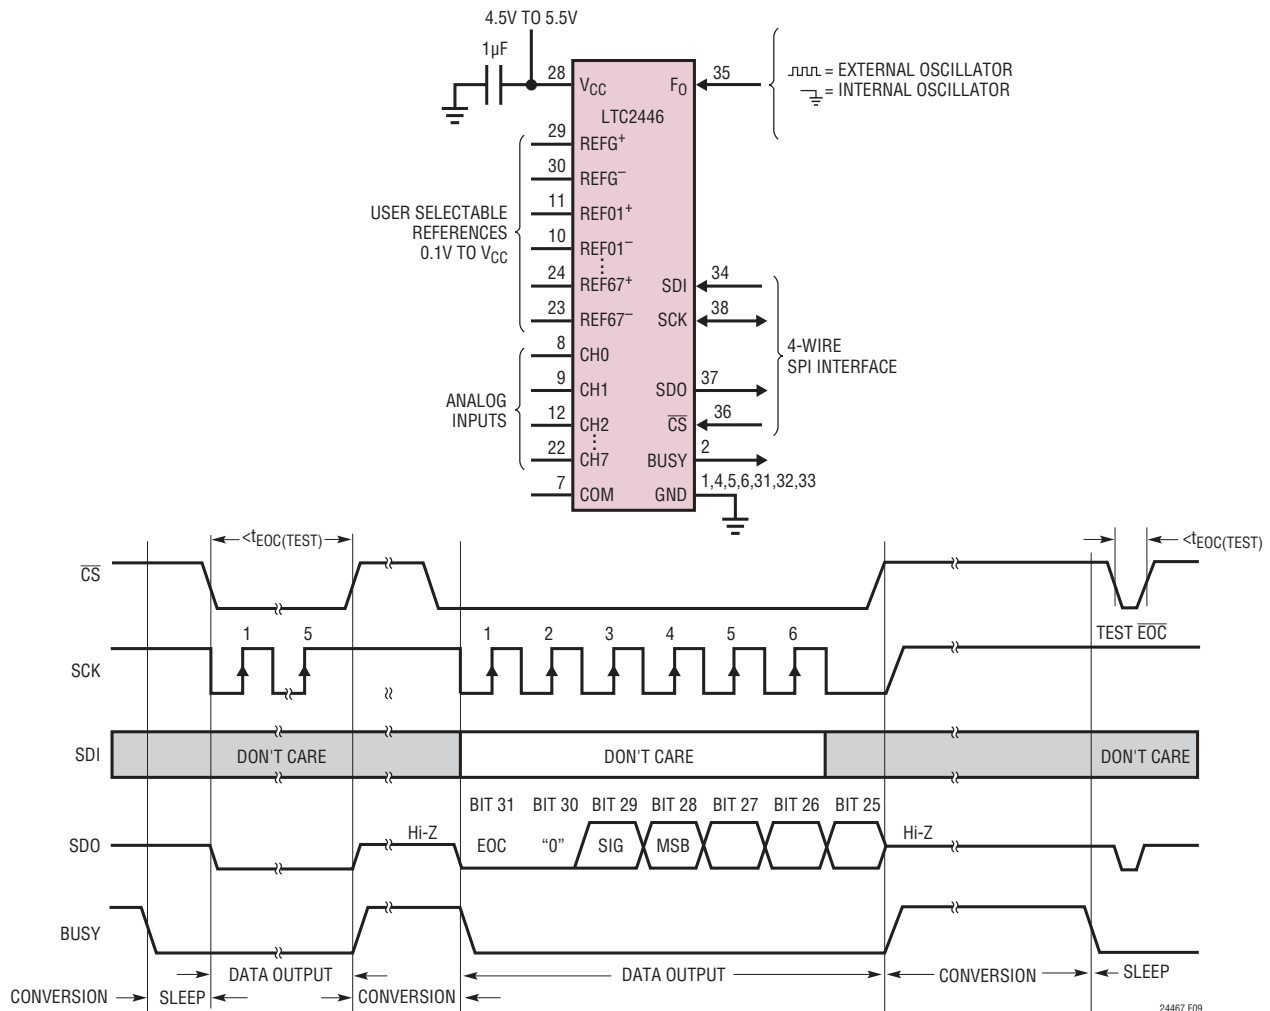 4.5V TO 5.5V
1µF
28
VCC
FO
35
= EXTERNAL OSCILLATOR
= INTERNAL OSCILLATOR
LTC2446
29
REFG+
30
REFG–
11
REF01+
10
REF01–
24
REF67+
23
REF67–
USER SELECTABLE
REFERENCES
0.1V TO VCC
8
CH0
9
CH1
12
CH2
22
CH7
7
COM
ANALOG
INPUTS
SDI
34
SCK
38
SDO
37
CS
36
BUSY
2
GND
1,4,5,6,31,32,33
4-WIRE
SPI INTERFACE
<tEOC(TEST)
<tEOC(TEST)
CS
TEST EOC
1 5 1 2 3 4 5 6
SCK
SDI
DON'T CARE
DON'T CARE
DON'T CARE
BIT 31 BIT 30 BIT 29 BIT 28 BIT 27 BIT 26 BIT 25
SDO
Hi-Z
EOC “0” SIG MSB
Hi-Z
BUSY
DATA OUTPUT
DATA OUTPUT
CONVERSION
SLEEP
CONVERSION
SLEEP
CONVERSION
24467 F09